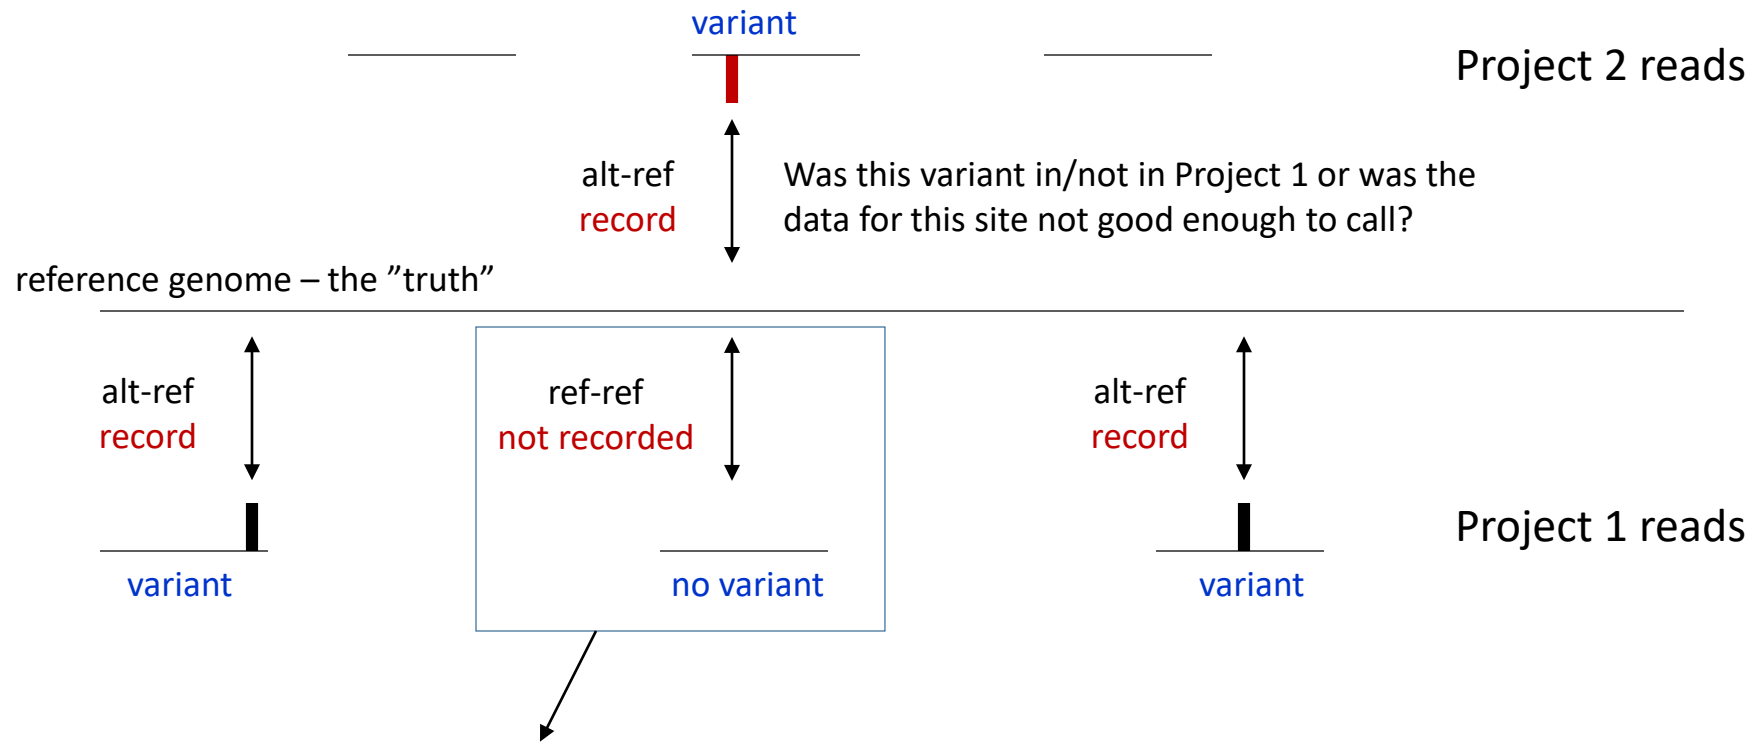 variant
Project 2 reads
alt-ref
record
Was this variant in/not in Project 1 or was the
data for this site not good enough to call?
reference genome – the ”truth”
alt-ref
record
ref-ref
not recorded
alt-ref
record
Project 1 reads
variant
no variant
variant